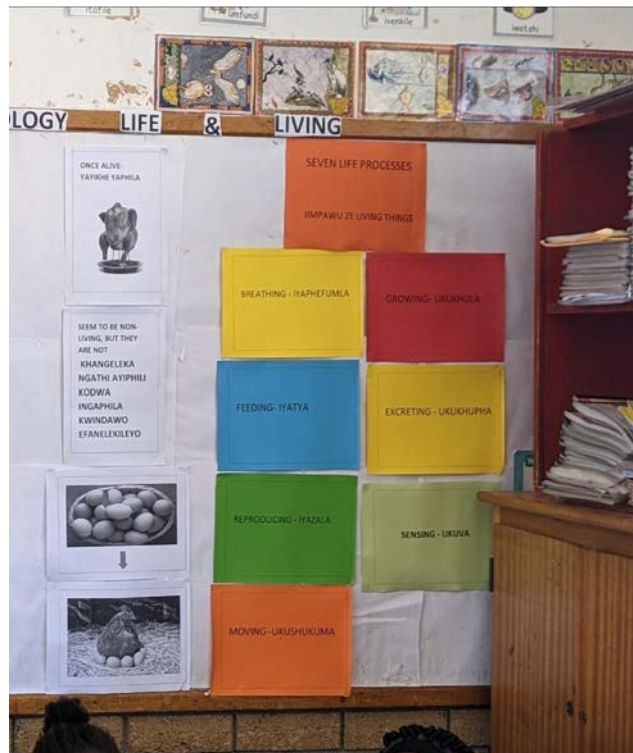 umfundi
ivenkile
iwotshi
OLOGY LIFE & LIVING
ONCE ALIVE-
YAYIKHE YAPHILA
SEEM TO BE NON-
LIVING, BUT THEY
ARE NOT
KHANGELEKA
NGATHI AYIPHILI
KODWA
INGAPHILA
KWINDAWO
EFANELEKILEYO
SEVEN LIFE PROCESSES
IIMPAWU ZE LIVING THINGS
BREATHING - IYAPHEFUMLA
GROWING- UKUKHULA
FEEDING- IYATYA
EXCRETING - UKUKHUPHA
REPRODUCING - IYAZALA
SENSING - UKUVA
MOVING -UKUSHUKUMA